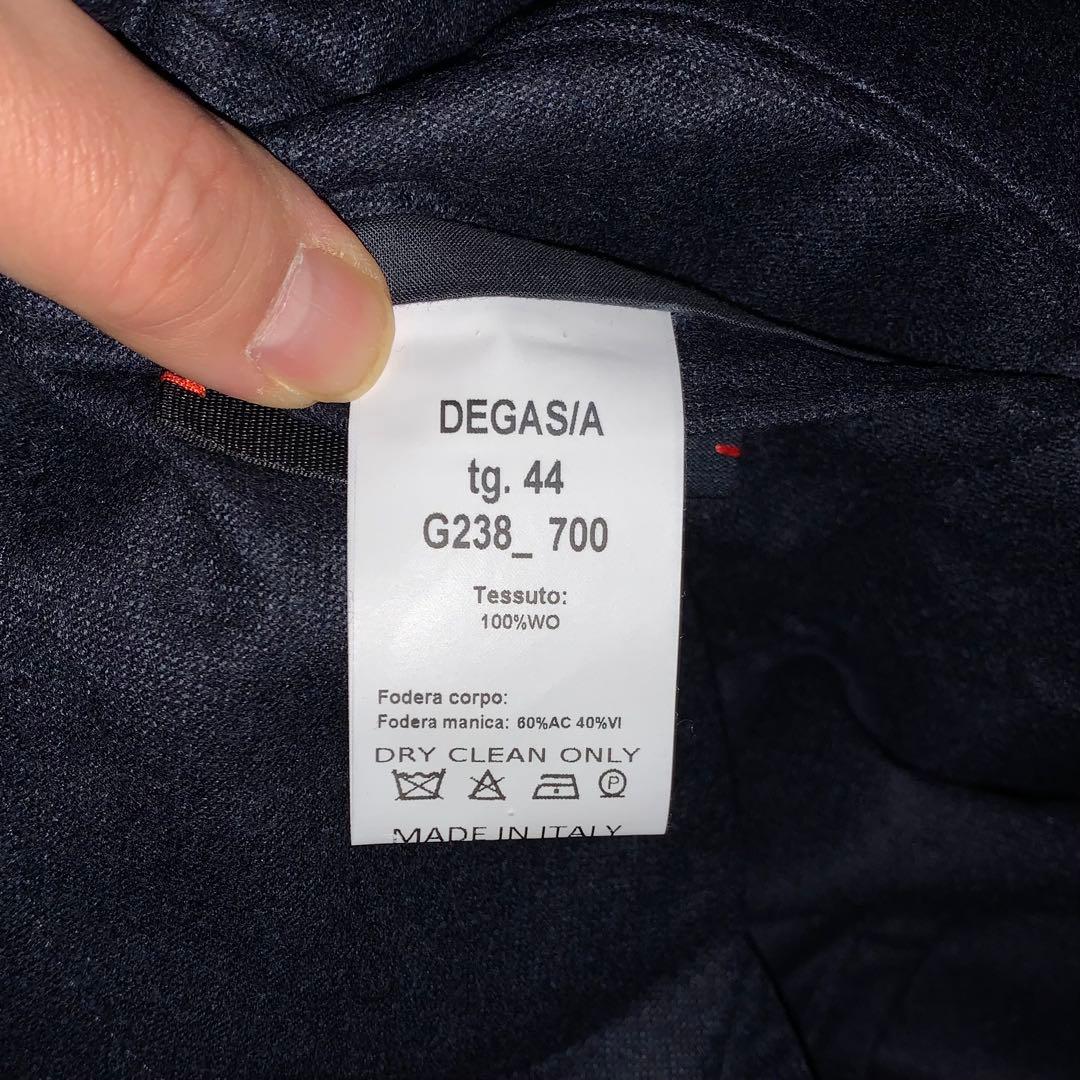 DEGAS/A
tg. 44
G238_ 700
Tessuto:
100%WO
Fodera corpo:
Fodera manica: 60%AC 40%VI
DRY CLEAN ONLY
P
MADE IN ITALY